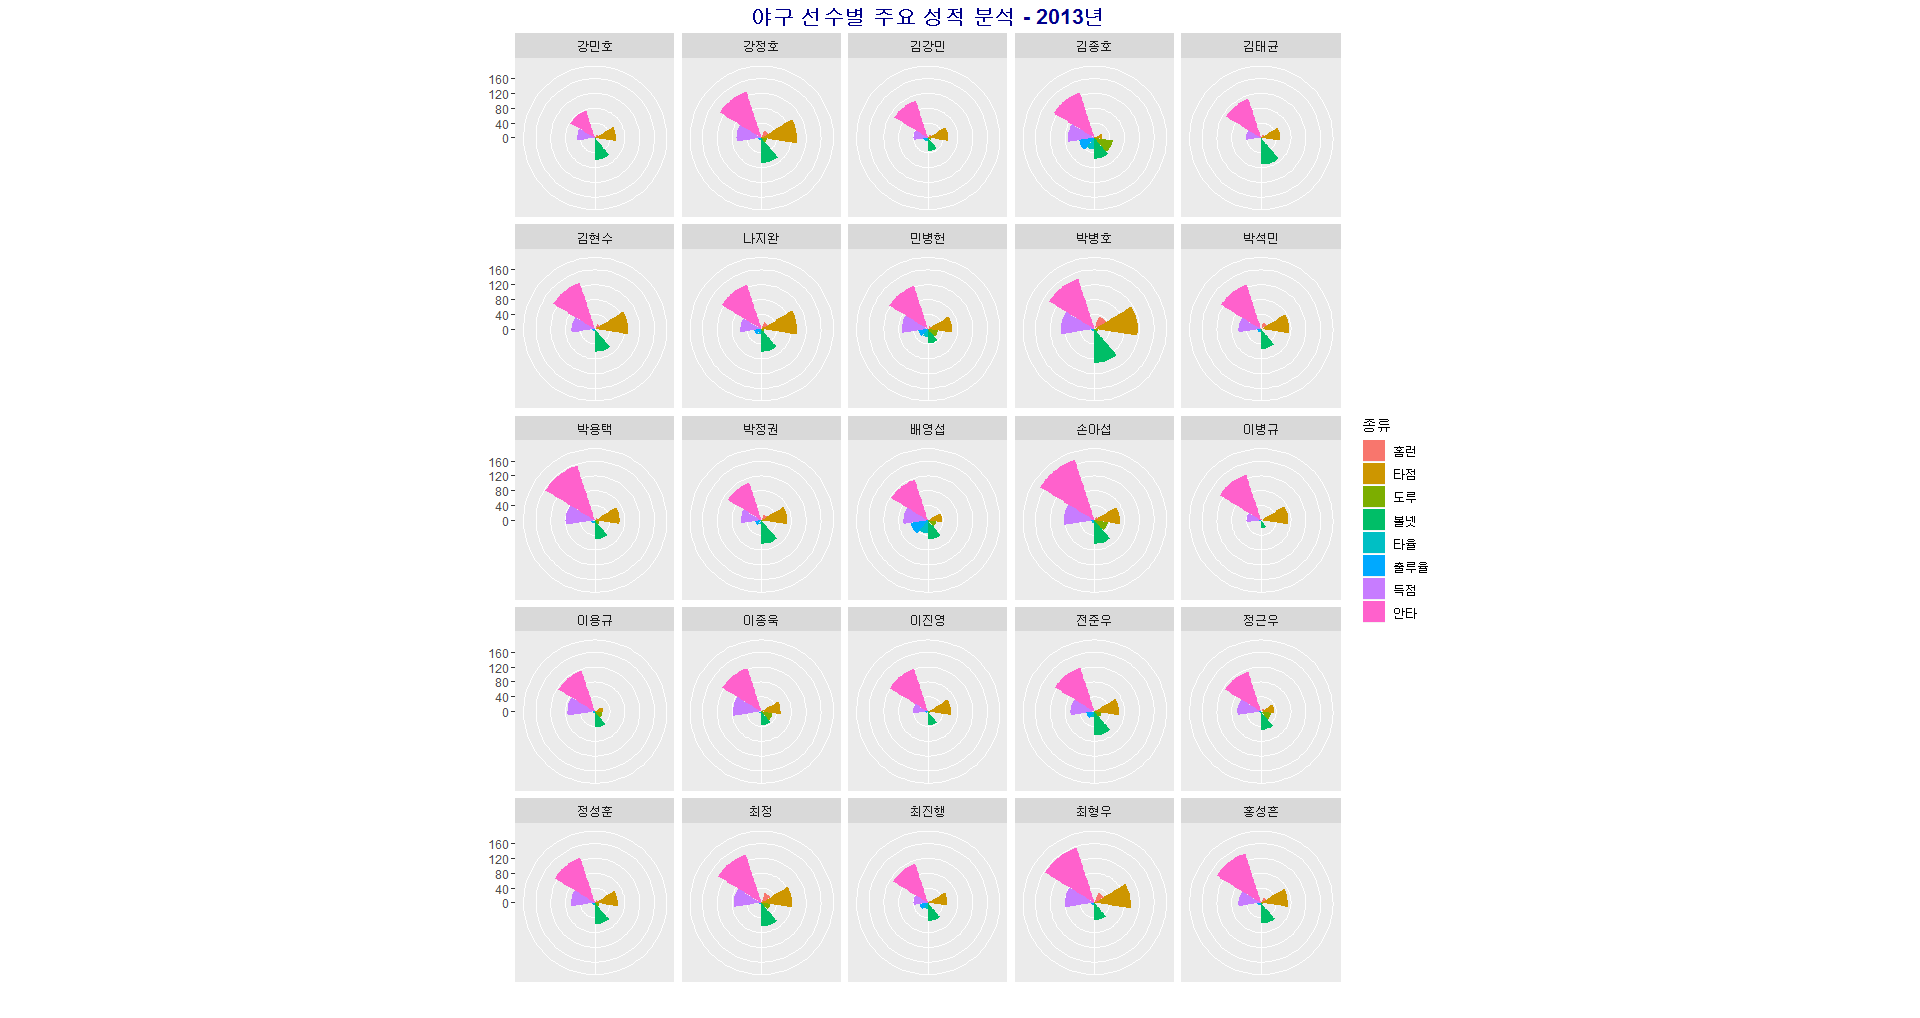 야구 선수별 주요 성적 분석 - 2013년
강민호 강정호 김강민 김종호 김태균
160
120
80
40
0
김현수 나지완 민병헌 박병호 박석민
160
120
80
40
0
박용택 박정권 배영섭 손아섭 이병규
160
120
80
40
0
이용규 이종욱 이진영 전준우 정근우
160
120
80
40
0
정성훈 최정 최진행 최형우 홍성흔
160
120
80
40
0
종류
홈런
타점
도루
볼넷
타율
출루율
득점
안타